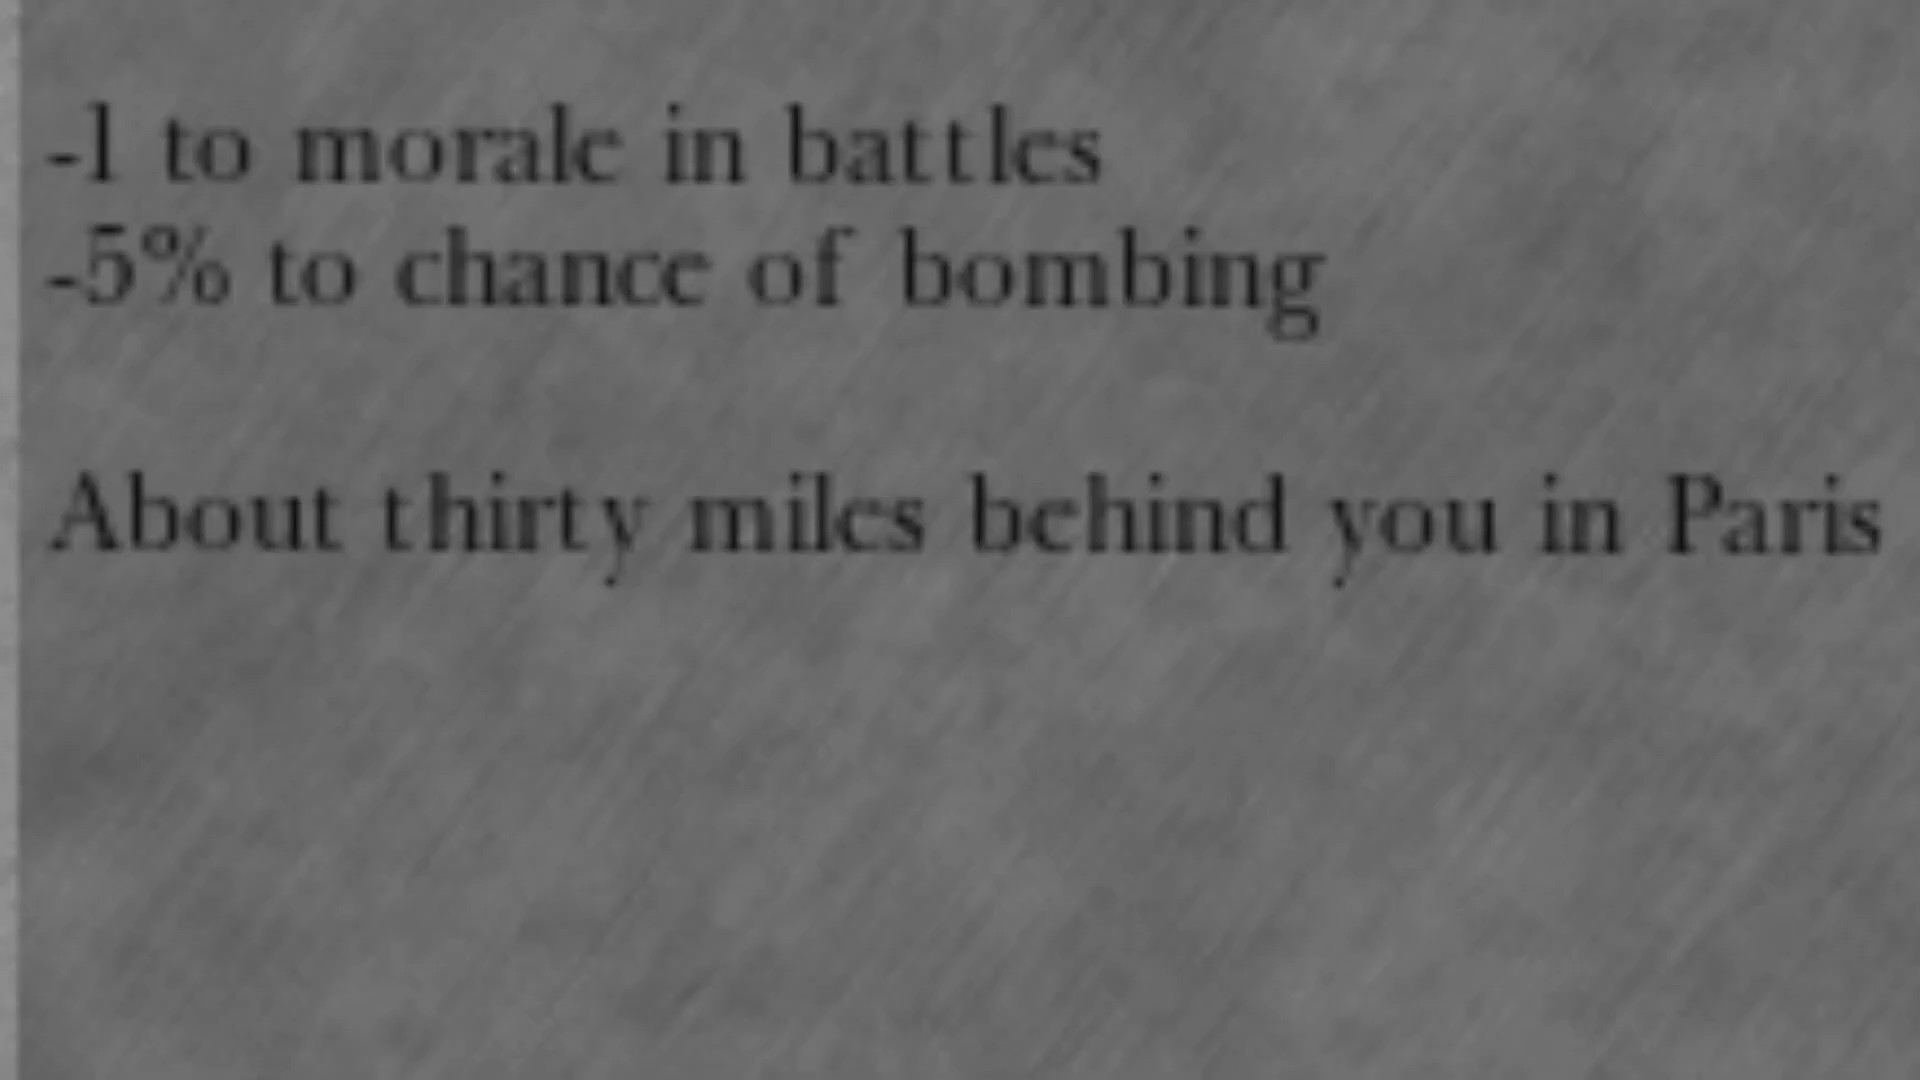 -1 to morale in battles
-5% to chance of bombing
About thirty miles behind you in Paris